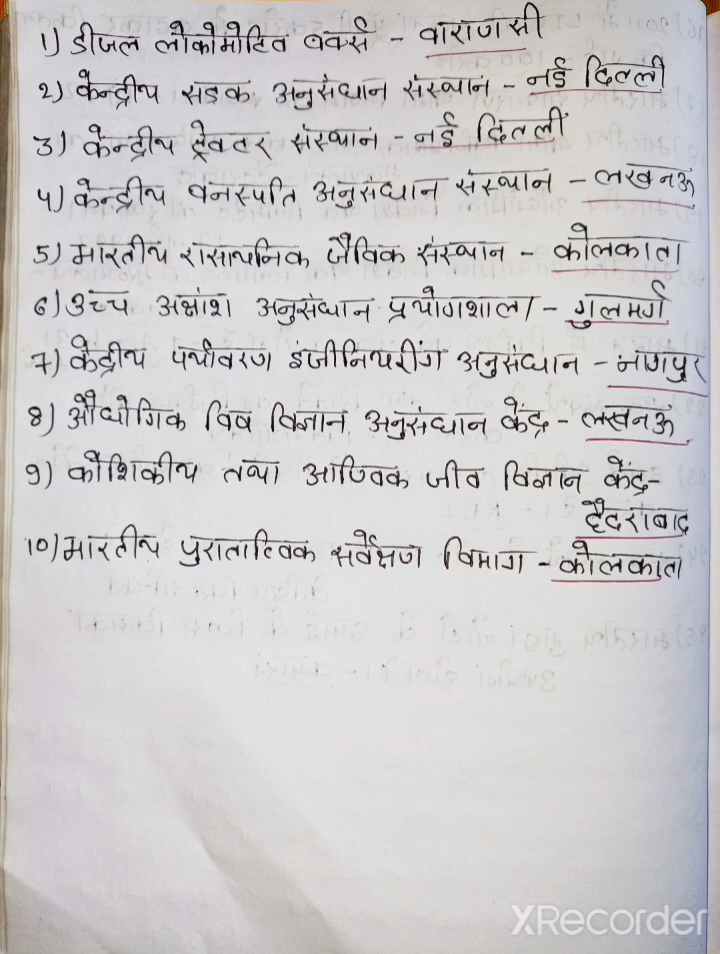 1) डीजल लोकोमोटिव वर्क्स - वाराणसी
2) केन्द्रीय सड़क अनुसंधान संस्थान - नई दिल्ली
3) केन्द्रीय ट्रेक्टर संस्थान - नई दिल्ली
4) केन्द्रीय वनस्पति अनुसंधान संस्थान - लखनऊ
5) भारतीय रासायनिक जैविक संस्थान - कोलकाता
6) उच्च अक्षांश अनुसंधान प्रयोगशाला - गुलमर्ग
7) केंद्रीय पर्यावरण इंजीनियरींग अनुसंधान - नागपुर
8) औद्योगिक विष विज्ञान अनुसंधान केंद्र - लखनऊ
9) कोशिकीय तथा आण्विक जीव विज्ञान केंद्र-
हैदराबाद
10) भारतीय पुरातात्विक सर्वेक्षण विभाग - कोलकाता
XRecorder